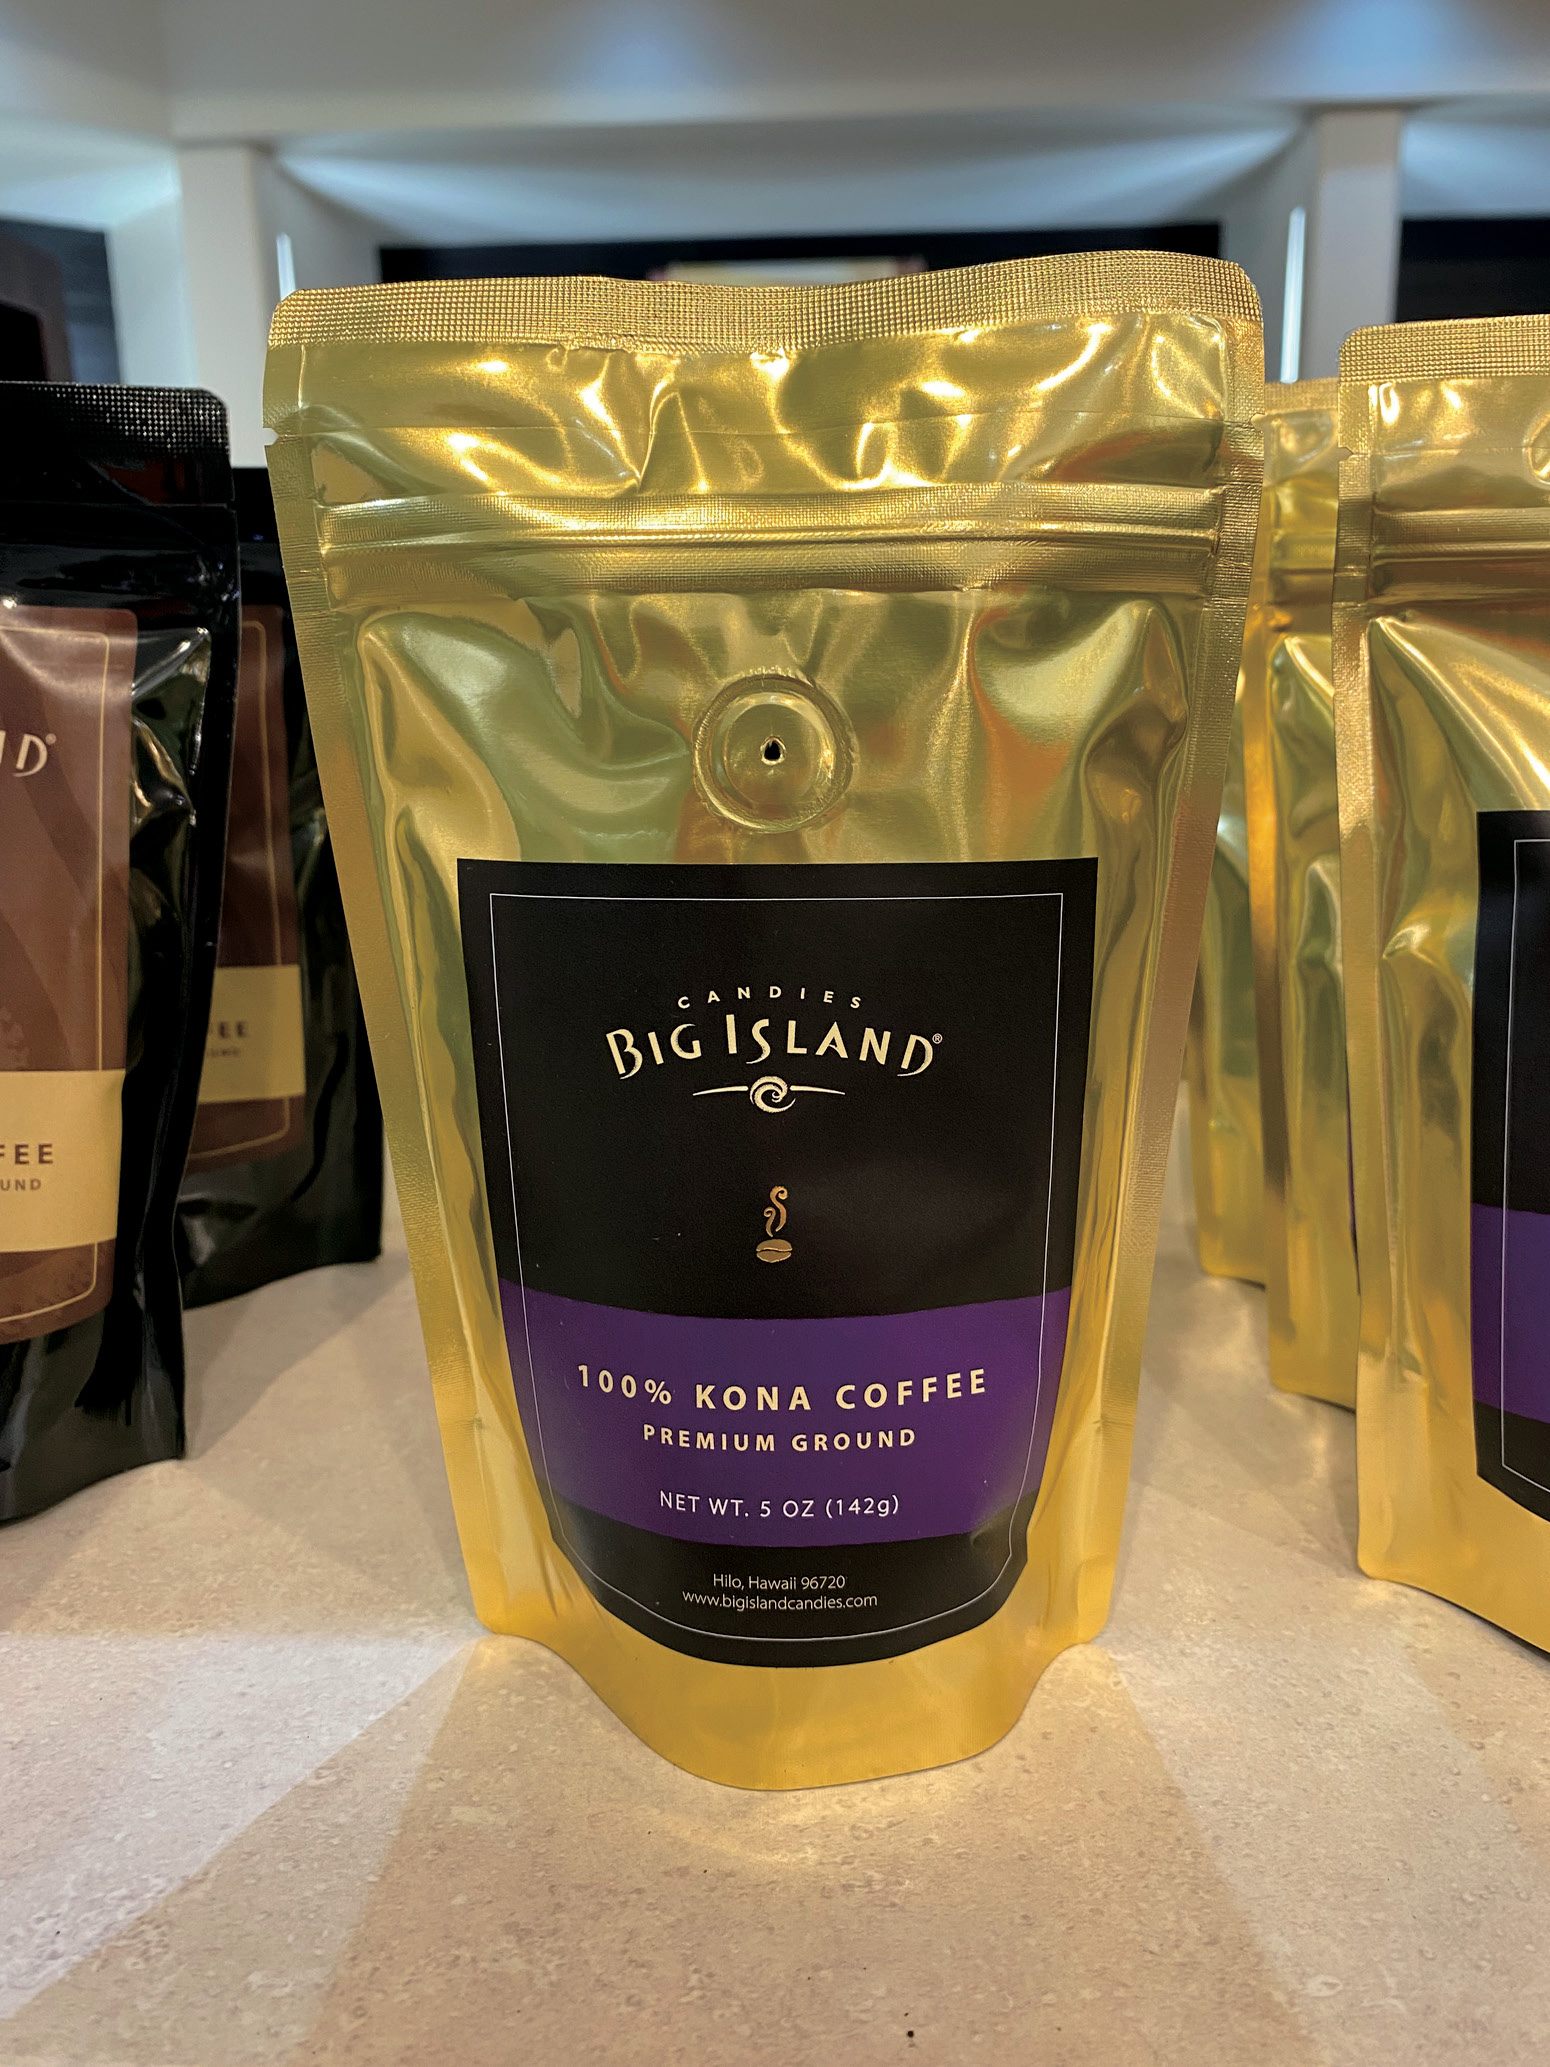 CANDIES
BIG ISLAND®
100% KONA COFFEE
PREMIUM GROUND
NET WT. 5 OZ (142g)
Hilo, Hawaii 96720
www.bigislandcandies.com